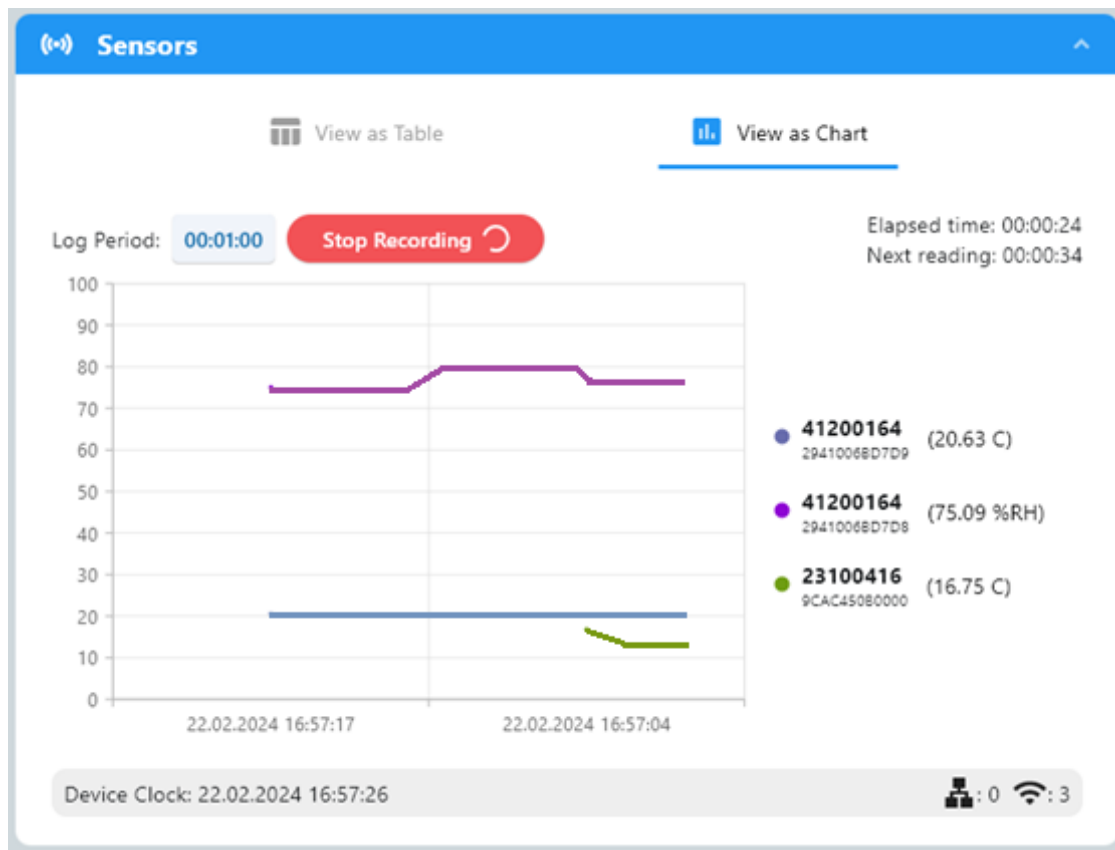 Sensors
View as Table
View as Chart
Log Period: 00:01:00 Stop Recording
Elapsed time: 00:00:24
Next reading: 00:00:34
100
90
80
70
60
50
40
30
20
10
0
22.02.2024 16:57:17
22.02.2024 16:57:04
41200164 (20.63 C)
2941006BD7D9
41200164 (75.09 %RH)
2941006BD7D8
23100416 (16.75 C)
9CAC450B0000
Device Clock: 22.02.2024 16:57:26
: 0 : 3